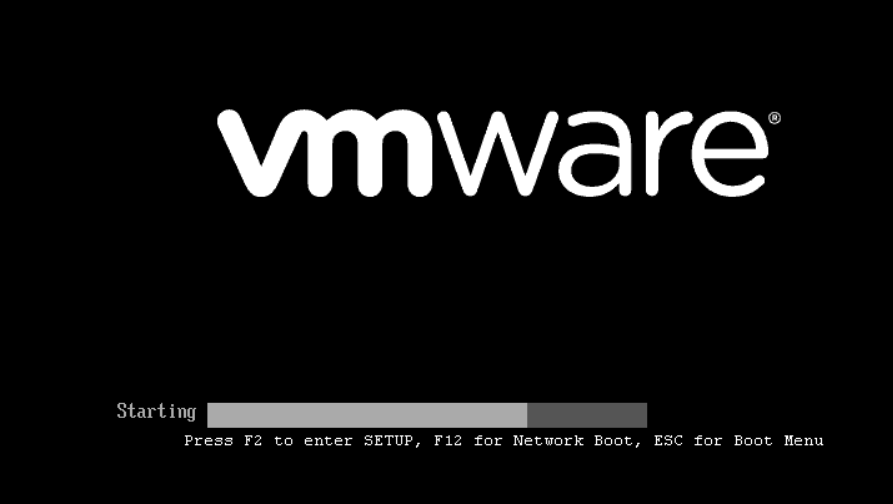 vmware®
Starting
Press F2 to enter SETUP, F12 for Network Boot, ESC for Boot Menu